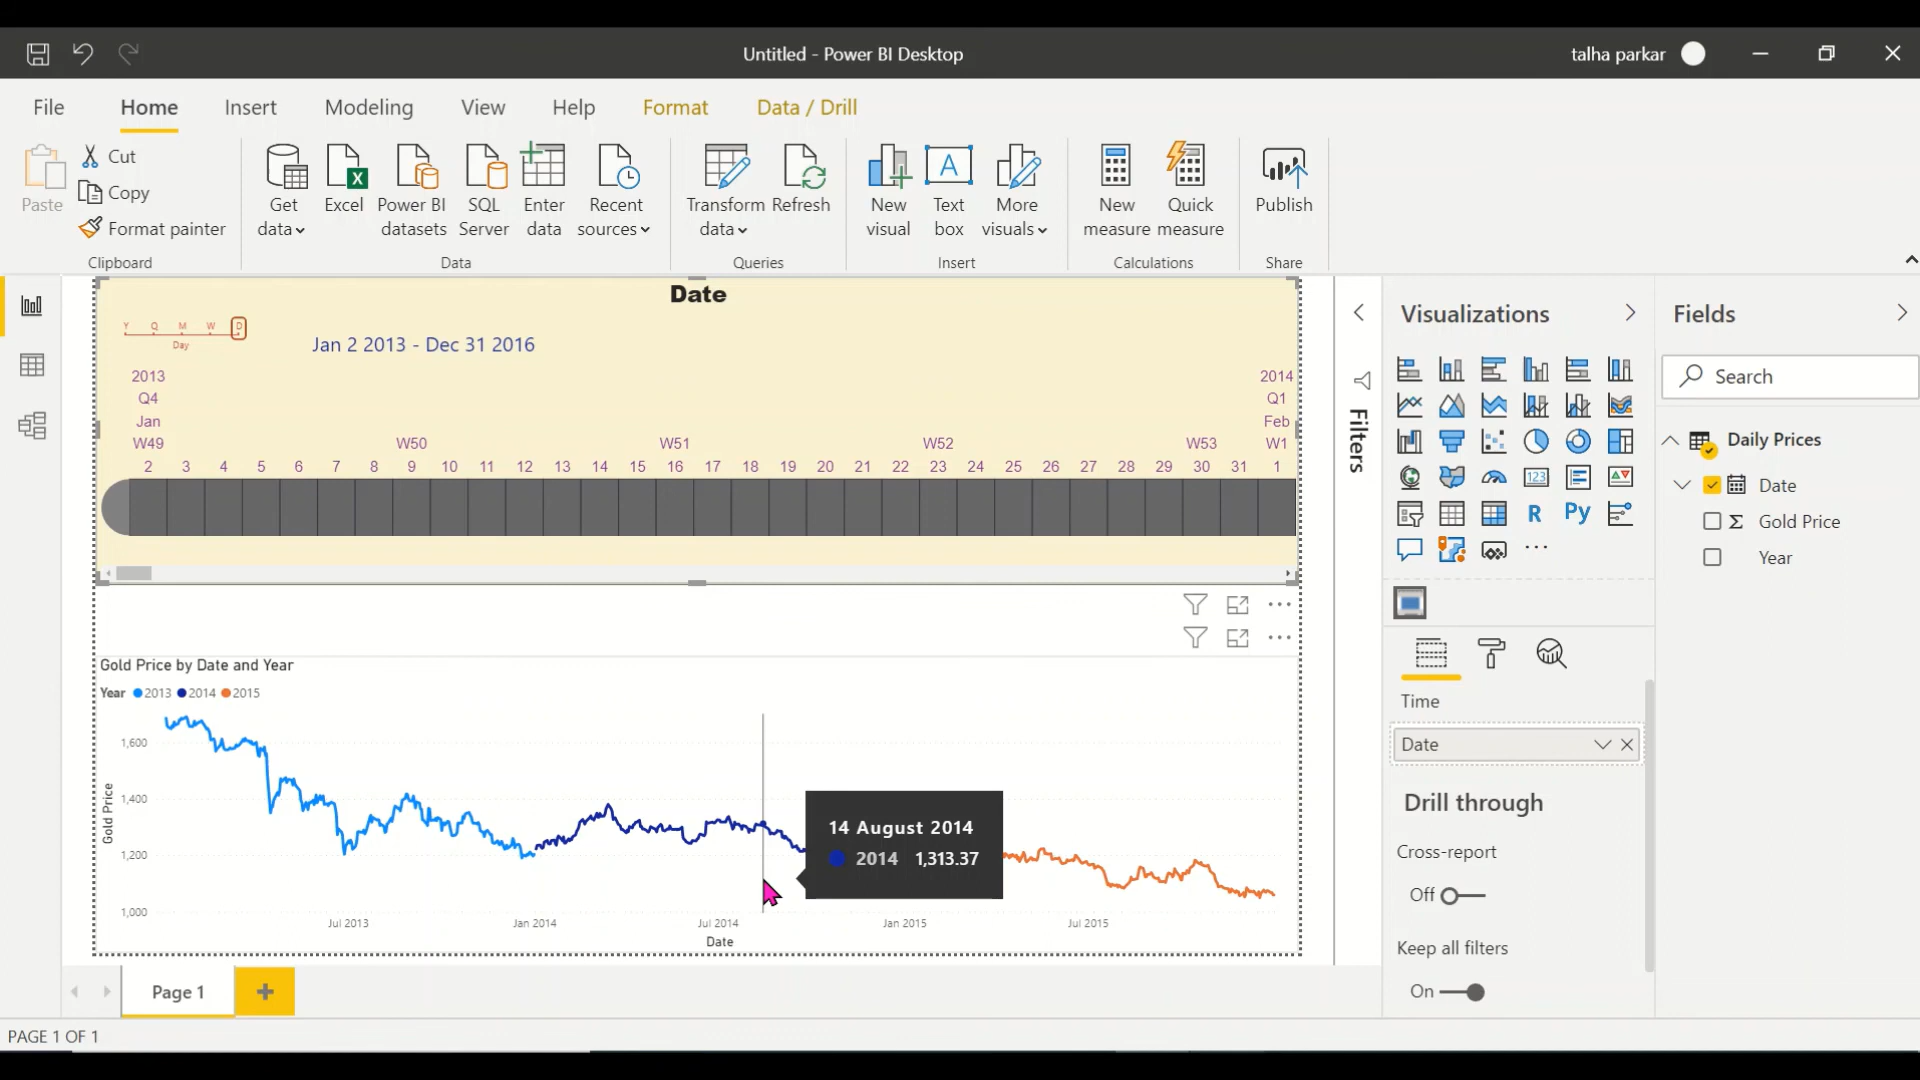 Untitled - Power BI Desktop
talha parkar
File Home Insert Modeling View Help Format Data / Drill
Paste
Cut
Copy
Format painter
Clipboard
Get data
Excel
Power BI datasets
SQL Server
Enter data
Recent sources
Data
Transform data
Refresh
Queries
New visual
Text box
More visuals
Insert
New measure
Quick measure
Calculations
Publish
Share
Date
Y Q M W D
Day
Jan 2 2013 - Dec 31 2016
2013 2014
Q4 Q1
Jan Feb
W49 W50 W51 W52 W53 W1
2 3 4 5 6 7 8 9 10 11 12 13 14 15 16 17 18 19 20 21 22 23 24 25 26 27 28 29 30 31 1
Gold Price by Date and Year
Year 2013 2014 2015
Gold Price
1,600
1,400
1,200
1,000
14 August 2014
2014 1,313.37
Jul 2013 Jan 2014 Jul 2014 Jan 2015 Jul 2015
Date
Filters
Visualizations
123
R
Py
Time
Date
Drill through
Cross-report
Off
Keep all filters
On
Fields
Search
Daily Prices
Date
Σ Gold Price
Year
Page 1
PAGE 1 OF 1